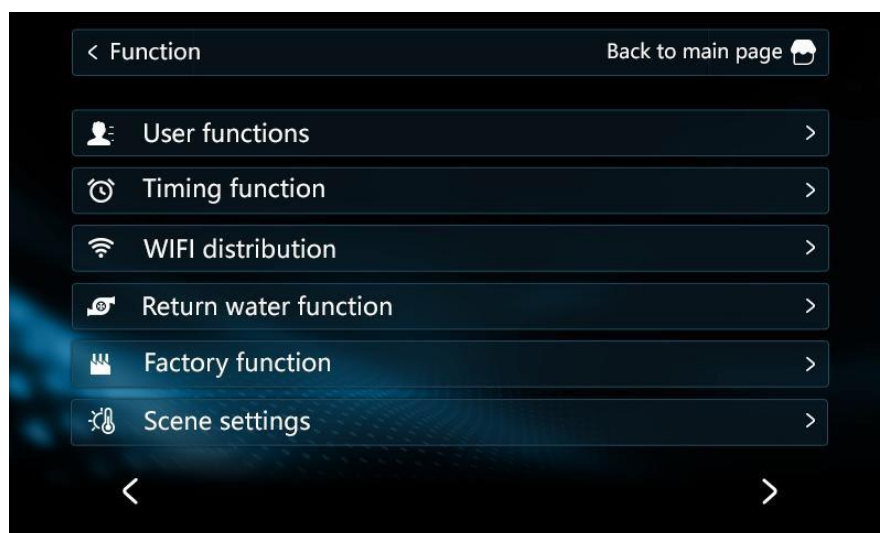 < Function Back to main page
User functions >
Timing function >
WIFI distribution >
Return water function >
Factory function >
Scene settings >
< >